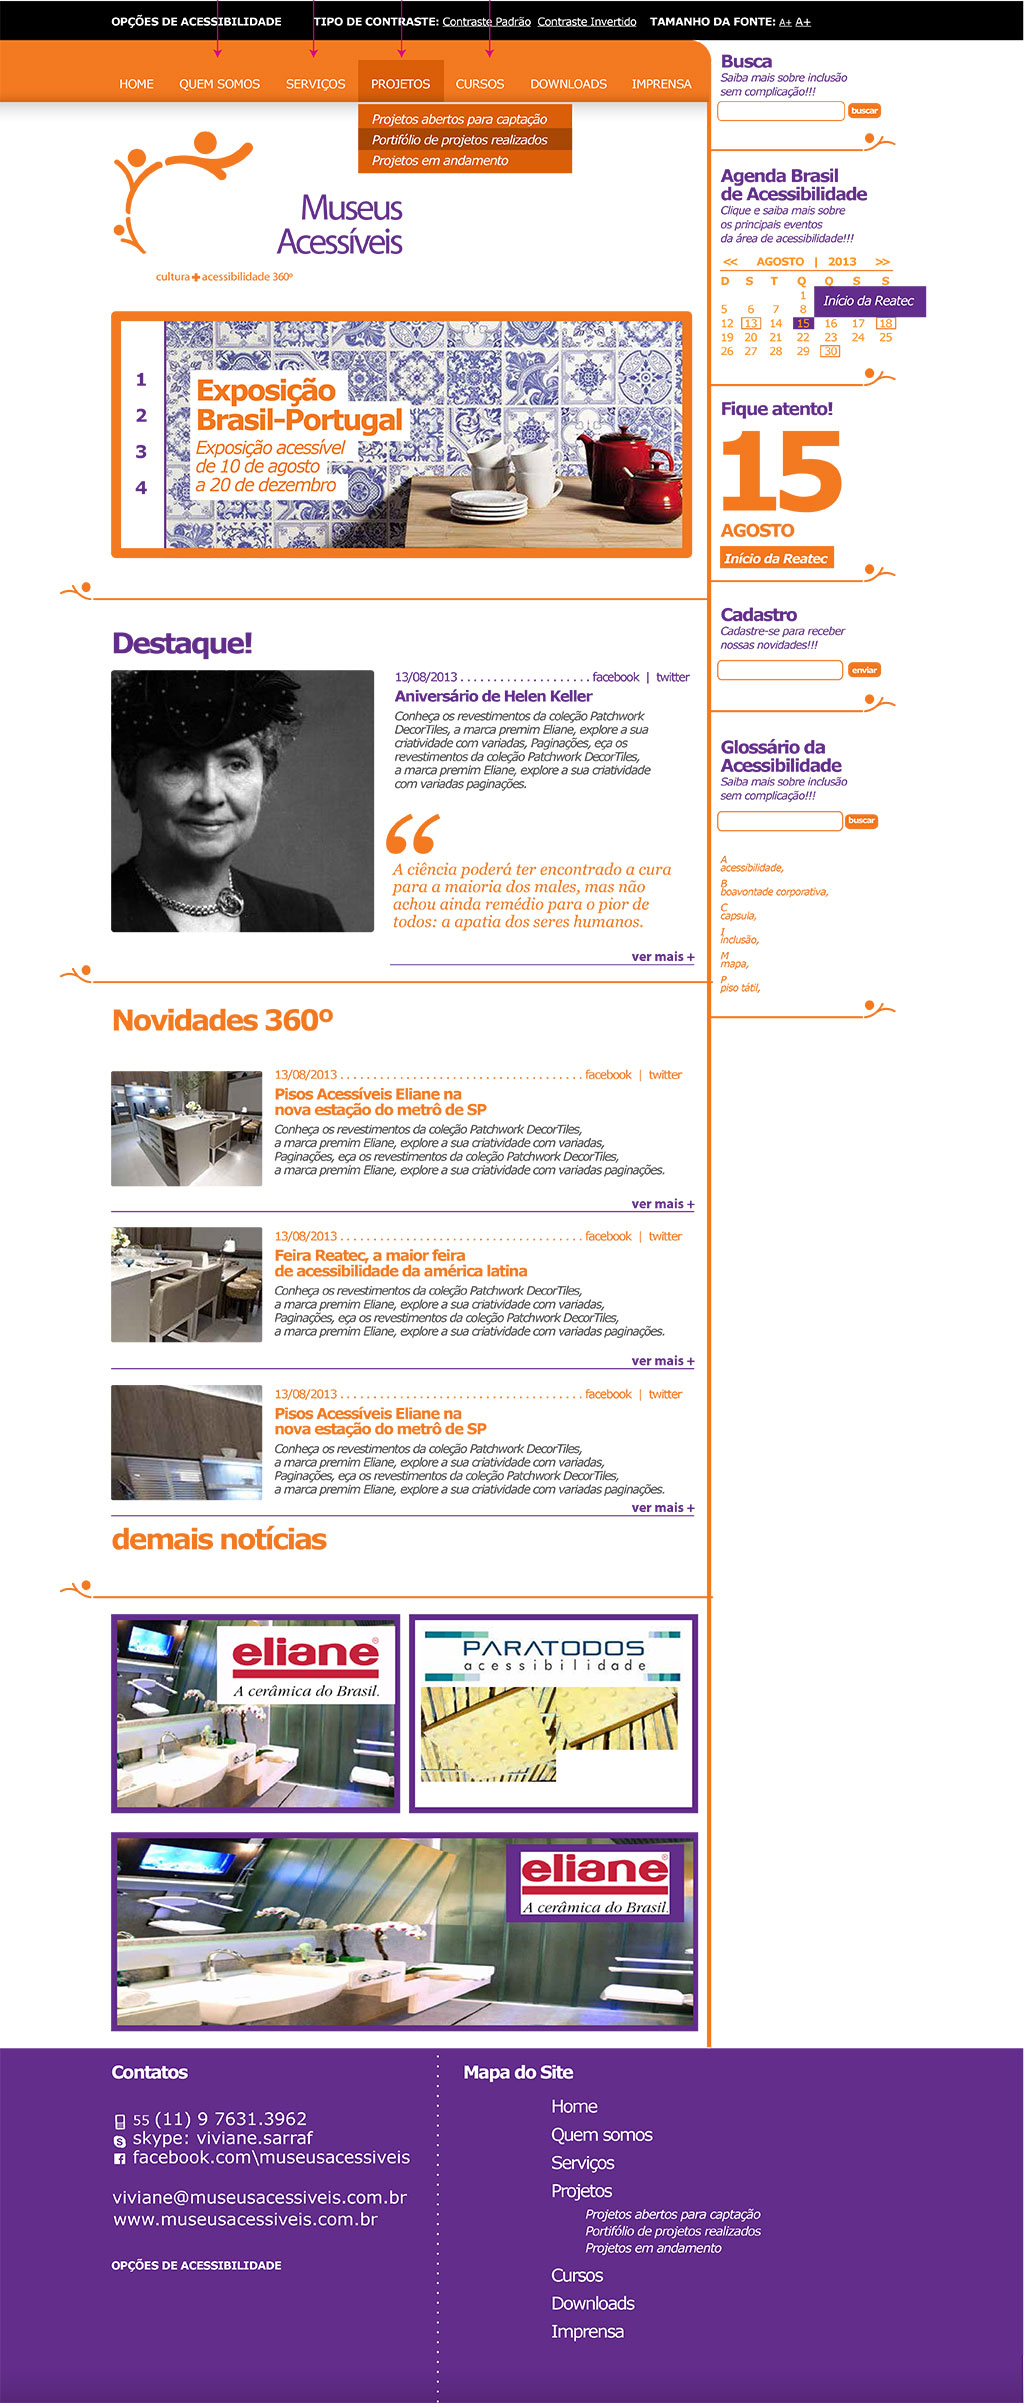 OPÇÕES DE ACESSIBILIDADE TIPO DE CONTRASTE: Contraste Padrão Contraste Invertido TAMANHO DA FONTE: A+ A+
HOME QUEM SOMOS SERVIÇOS PROJETOS CURSOS DOWNLOADS IMPRENSA
Projetos abertos para captação
Portifólio de projetos realizados
Projetos em andamento
Museus
Acessíveis
cultura+acessibilidade 360º
1
2
3
4
Exposição
Brasil-Portugal
Exposição acessível
de 10 de agosto
a 20 de dezembro
Destaque!
13/08/2013 . . . . . . . . . . . . . . . . . . . . facebook | twitter
Aniversário de Helen Keller
Conheça os revestimentos da coleção Patchwork
DecorTiles, a marca premim Eliane, explore a sua
criatividade com variadas, Paginações, eça os
revestimentos da coleção Patchwork DecorTiles,
a marca premim Eliane, explore a sua criatividade
com variadas paginações.
“
A ciência poderá ter encontrado a cura
para a maioria dos males, mas não
achou ainda remédio para o pior de
todos: a apatia dos seres humanos.
ver mais +
Novidades 360º
13/08/2013 . . . . . . . . . . . . . . . . . . . . . . . . . . . . . . . . . . . . . facebook | twitter
Pisos Acessíveis Eliane na
nova estação do metrô de SP
Conheça os revestimentos da coleção Patchwork DecorTiles,
a marca premim Eliane, explore a sua criatividade com variadas,
Paginações, eça os revestimentos da coleção Patchwork DecorTiles,
a marca premim Eliane, explore a sua criatividade com variadas paginações.
ver mais +
13/08/2013 . . . . . . . . . . . . . . . . . . . . . . . . . . . . . . . . . . . . . facebook | twitter
Feira Reatec, a maior feira
de acessibilidade da américa latina
Conheça os revestimentos da coleção Patchwork DecorTiles,
a marca premim Eliane, explore a sua criatividade com variadas,
Paginações, eça os revestimentos da coleção Patchwork DecorTiles,
a marca premim Eliane, explore a sua criatividade com variadas paginações.
ver mais +
13/08/2013 . . . . . . . . . . . . . . . . . . . . . . . . . . . . . . . . . . . . . facebook | twitter
Pisos Acessíveis Eliane na
nova estação do metrô de SP
Conheça os revestimentos da coleção Patchwork DecorTiles,
a marca premim Eliane, explore a sua criatividade com variadas,
Paginações, eça os revestimentos da coleção Patchwork DecorTiles,
a marca premim Eliane, explore a sua criatividade com variadas paginações.
ver mais +
demais notícias
eliane®
A cerâmica do Brasil.
PARATODOS
acessibilidade
eliane®
A cerâmica do Brasil.
Busca
Saiba mais sobre inclusão
sem complicação!!!
buscar
Agenda Brasil
de Acessibilidade
Clique e saiba mais sobre
os principais eventos
da área de acessibilidade!!!
<< AGOSTO | 2013 >>
D S T Q Q S S
1 Início da Reatec
5 6 7 8
12 13 14 15 16 17 18
19 20 21 22 23 24 25
26 27 28 29 30
Fique atento!
15
AGOSTO
Início da Reatec
Cadastro
Cadastre-se para receber
nossas novidades!!!
enviar
Glossário da
Acessibilidade
Saiba mais sobre inclusão
sem complicação!!!
buscar
A
acessibilidade,
B
boavontade corporativa,
C
capsula,
I
inclusão,
M
mapa,
P
piso tátil,
Contatos
55 (11) 9 7631.3962
skype: viviane.sarraf
facebook.com\museusacessiveis
viviane@museusacessiveis.com.br
www.museusacessiveis.com.br
OPÇÕES DE ACESSIBILIDADE
Mapa do Site
Home
Quem somos
Serviços
Projetos
Projetos abertos para captação
Portifólio de projetos realizados
Projetos em andamento
Cursos
Downloads
Imprensa